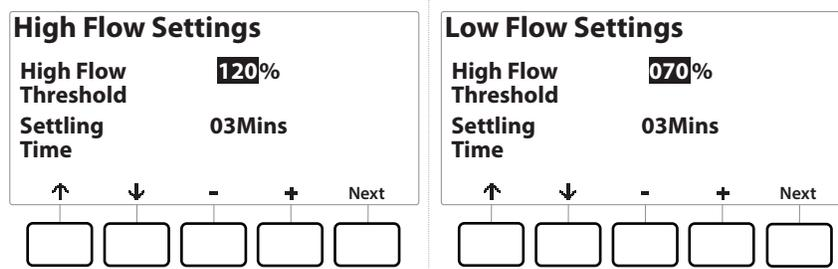 High Flow Settings
High Flow 120%
Threshold
Settling 03Mins
Time
↑ ↓ - + Next
Low Flow Settings
High Flow 070%
Threshold
Settling 03Mins
Time
↑ ↓ - + Next